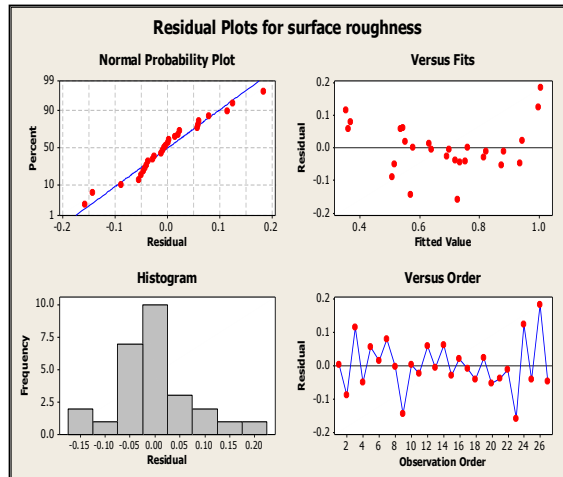 Residual Plots for surface roughness
Normal Probability Plot
99
90
50
10
1
Percent
-0.2 -0.1 0.0 0.1 0.2
Residual
Versus Fits
0.2
0.1
0.0
-0.1
-0.2
Residual
0.4 0.6 0.8 1.0
Fitted Value
Histogram
10.0
7.5
5.0
2.5
0.0
Frequency
-0.15 -0.10 -0.05 0.00 0.05 0.10 0.15 0.20
Residual
Versus Order
0.2
0.1
0.0
-0.1
-0.2
Residual
2 4 6 8 10 12 14 16 18 20 22 24 26
Observation Order